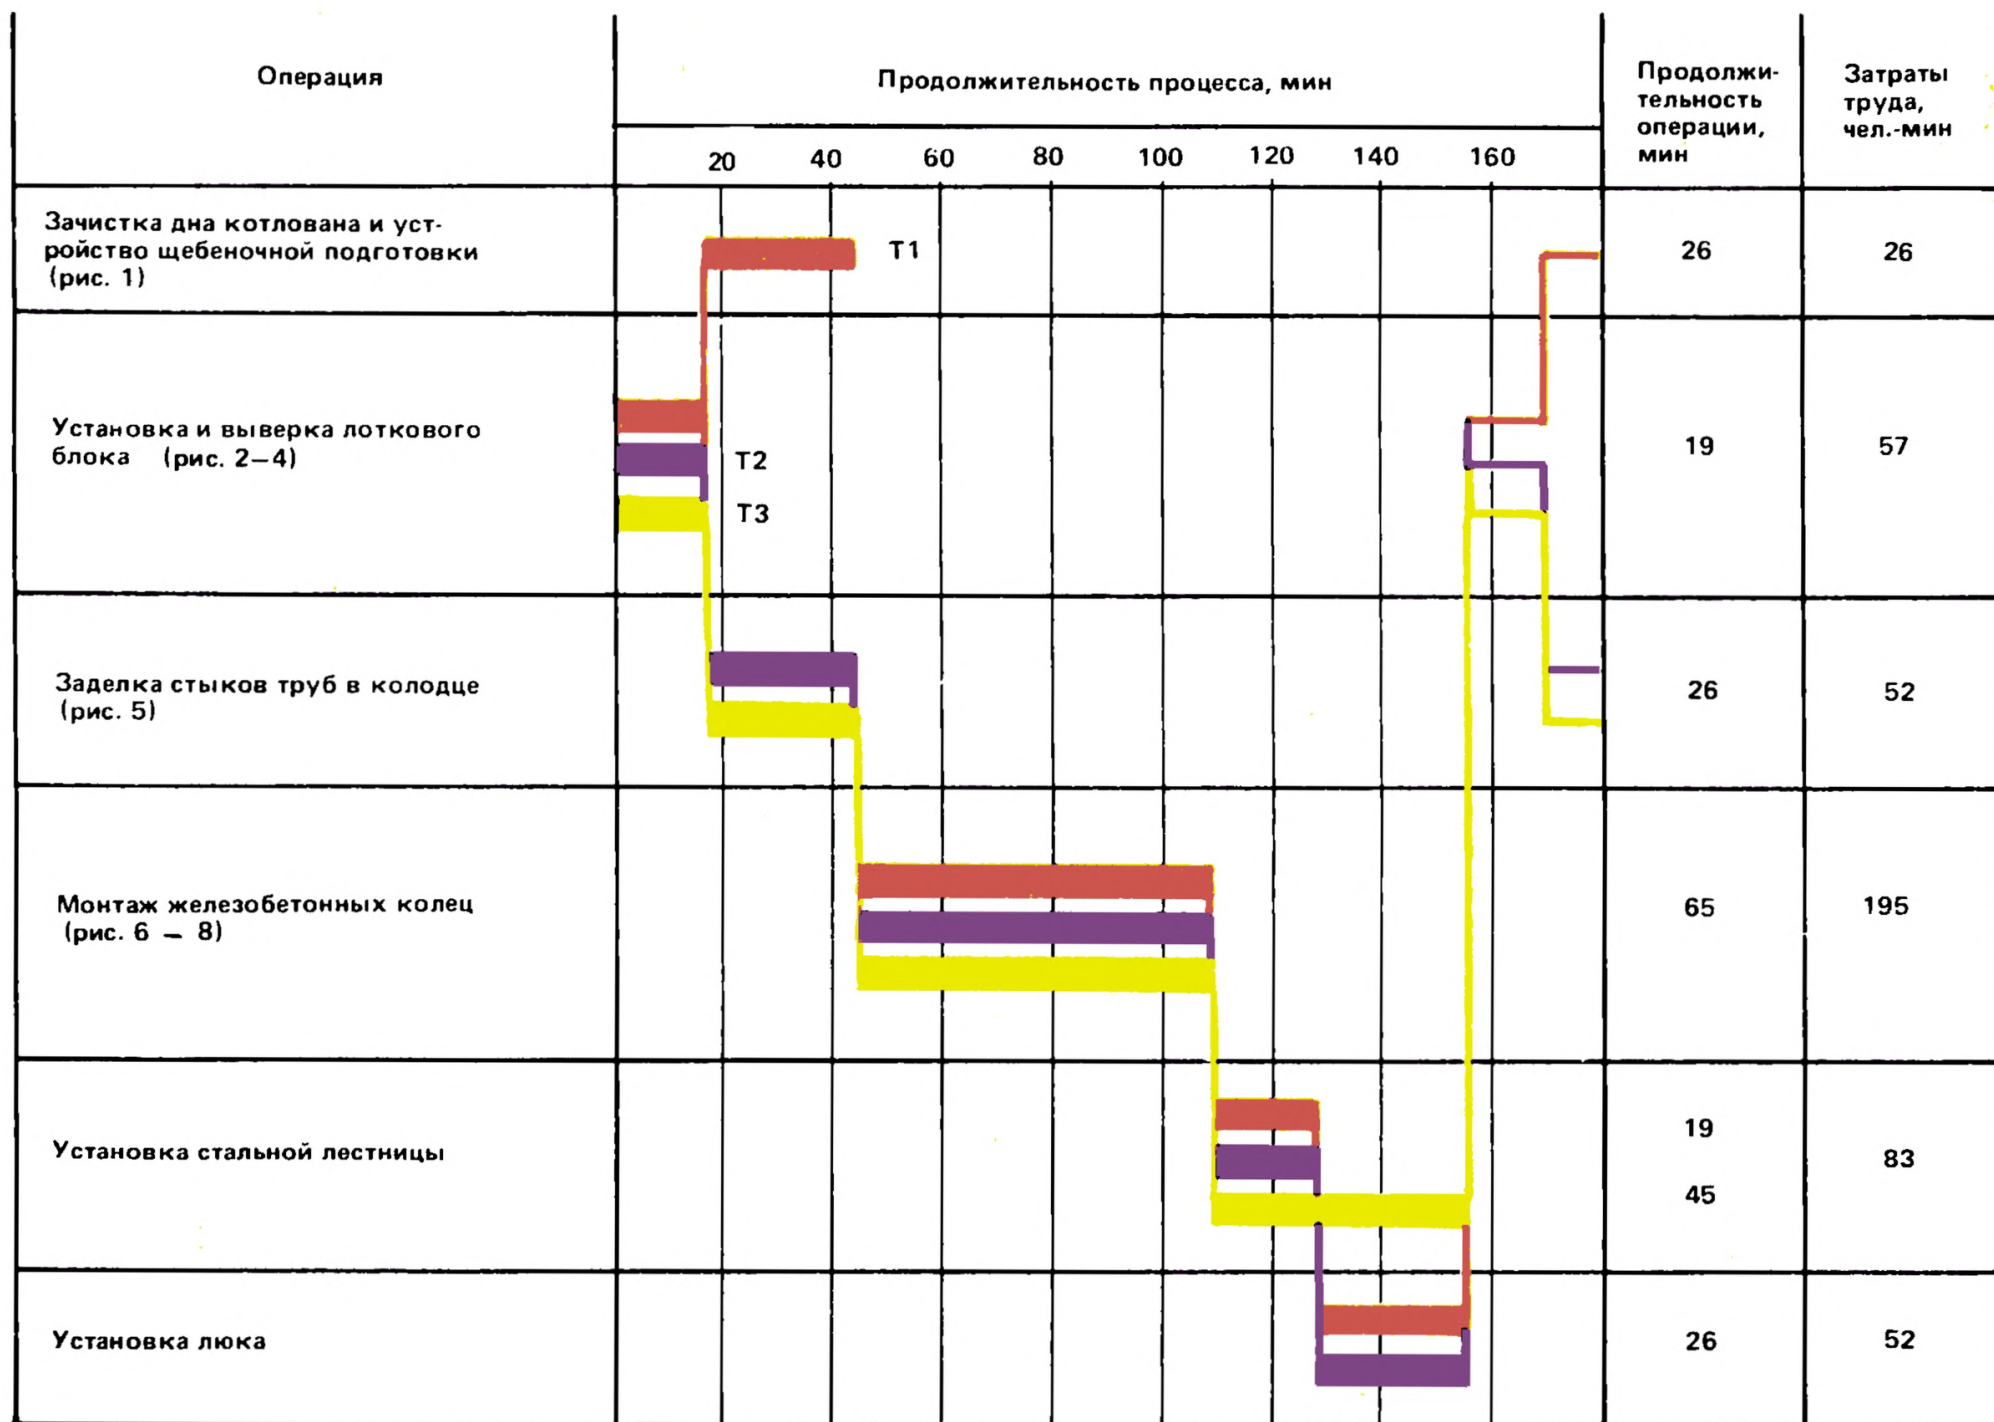 Операция
Продолжительность процесса, мин
Продолжи-
тельность
операции,
мин
Затраты
труда,
чел.-мин
20 40 60 80 100 120 140 160
Зачистка дна котлована и уст-
ройство щебеночной подготовки
(рис. 1)
Т1
26
26
Установка и выверка лоткового
блока (рис. 2—4)
Т2
Т3
19
57
Заделка стыков труб в колодце
(рис. 5)
26
52
Монтаж железобетонных колец
(рис. 6 — 8)
65
195
Установка стальной лестницы
19
45
83
Установка люка
26
52